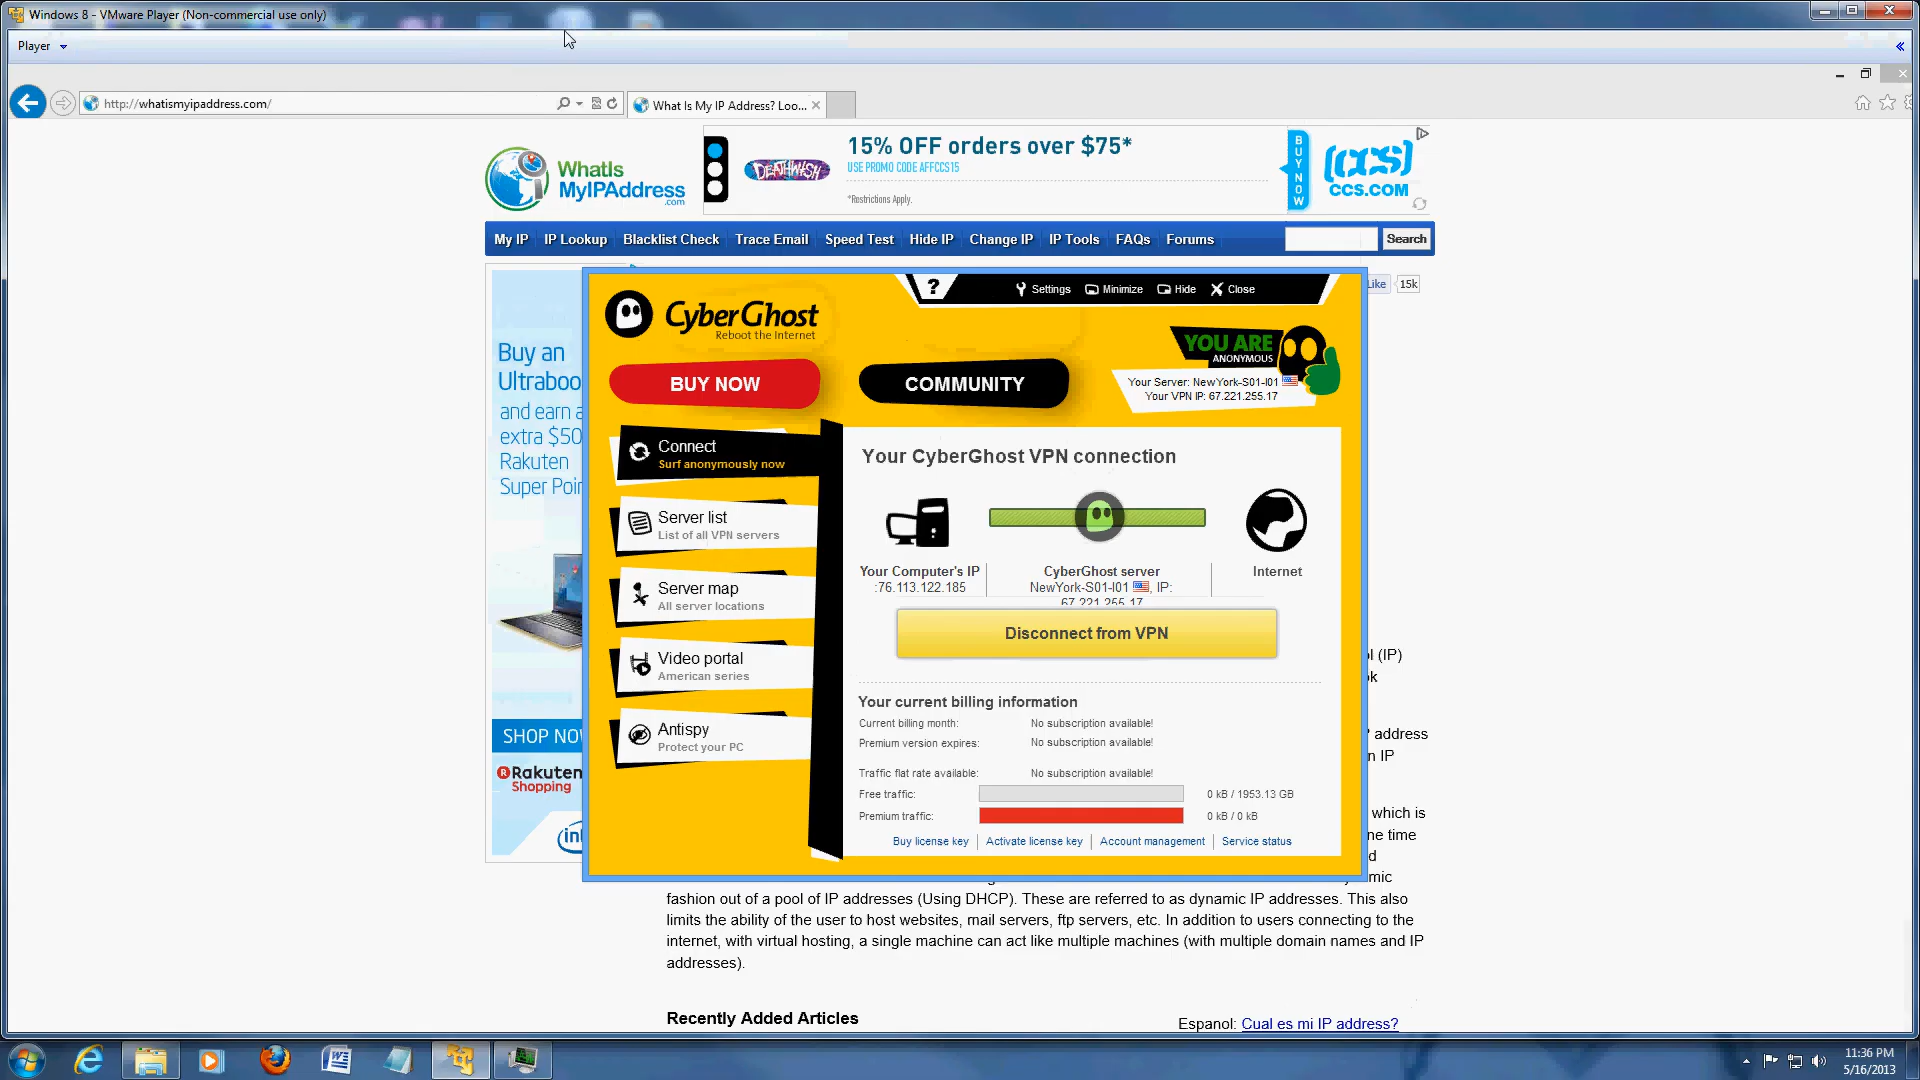 Windows 8 - VMware Player (Non-commercial use only)
Player
http://whatismyipaddress.com/
What Is My IP Address? Loo...
WhatIs
MyIPAddress
.com
DEATHWISH
15% OFF orders over $75*
USE PROMO CODE AFFCCS15
*Restrictions Apply.
BUY NOW
(CCS)
CCS.COM
My IP
IP Lookup
Blacklist Check
Trace Email
Speed Test
Hide IP
Change IP
IP Tools
FAQs
Forums
Search
Like
15k
Buy an
Ultraboo
and earn a
extra $50
Rakuten
Super Poin
SHOP NOW
Rakuten
Shopping
?
Settings
Minimize
Hide
Close
CyberGhost
Reboot the Internet
BUY NOW
COMMUNITY
YOU ARE
ANONYMOUS
Your Server: NewYork-S01-I01
Your VPN IP: 67.221.255.17
Connect
Surf anonymously now
Server list
List of all VPN servers
Server map
All server locations
Video portal
American series
Antispy
Protect your PC
Your CyberGhost VPN connection
Your Computer's IP
:76.113.122.185
CyberGhost server
NewYork-S01-I01 , IP:
67.221.255.17
Internet
Disconnect from VPN
Your current billing information
Current billing month: No subscription available!
Premium version expires: No subscription available!
Traffic flat rate available: No subscription available!
Free traffic: 0 kB / 1953.13 GB
Premium traffic: 0 kB / 0 kB
Buy license key
Activate license key
Account management
Service status
(IP)
address
IP
which is
time
fashion out of a pool of IP addresses (Using DHCP). These are referred to as dynamic IP addresses. This also
limits the ability of the user to host websites, mail servers, ftp servers, etc. In addition to users connecting to the
internet, with virtual hosting, a single machine can act like multiple machines (with multiple domain names and IP
addresses).
Recently Added Articles
Espanol: Cual es mi IP address?
11:36 PM
5/16/2013